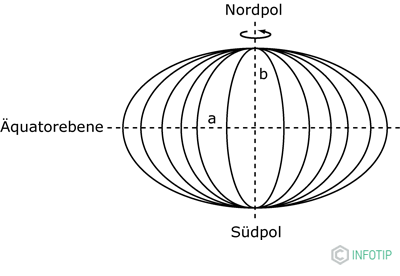 Nordpol
b
a
Äquatorebene
Südpol
INFOTIP